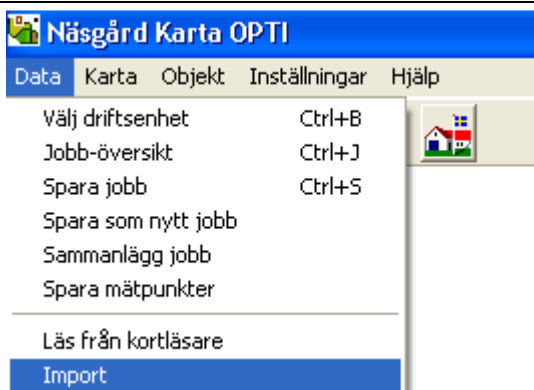 Näsgård Karta OPTI
Data Karta Objekt Inställningar Hjälp
Välj driftsenhet Ctrl+B
Jobb-översikt Ctrl+J
Spara jobb Ctrl+S
Spara som nytt jobb
Sammanlägg jobb
Spara mätpunkter
Läs från kortläsare
Import